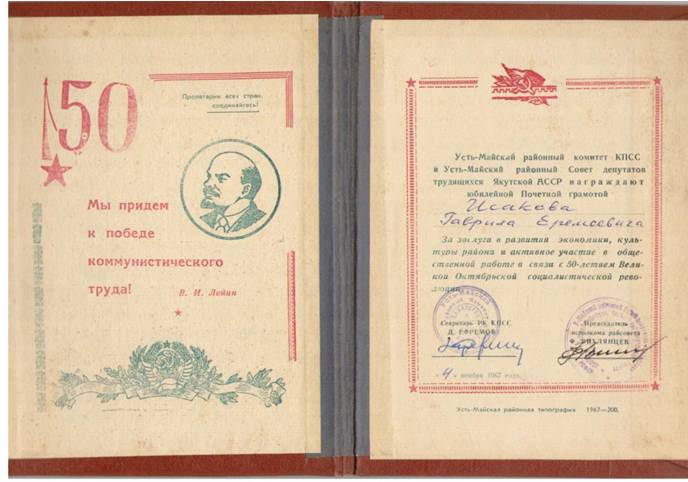 50
Пролетарии всех стран,
соединяйтесь!
Мы придем
к победе
коммунистического
труда!
В. И. Ленин
Усть-Майский районный комитет КПСС
и Усть-Майский районный Совет депутатов
трудящихся Якутской АССР награждают
юбилейной Почетной грамотой
Исакова
Гаврила Еремеевича
За заслуги в развитии экономики, куль-
туры района и активное участие в обще-
ственной работе в связи с 50-летием Вели-
кой Октябрьской социалистической рево-
люции.
Секретарь РК КПСС
Д. ЕФРЕМОВ
Председатель
исполкома райсовета
Ф.
4 ноября 1967 года.
Усть-Майская районная типография 1967—200.